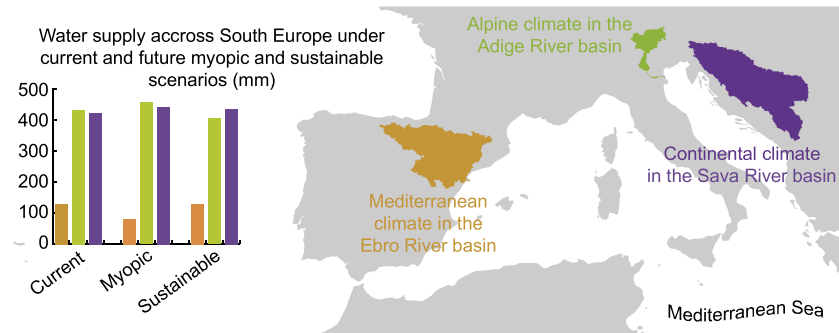 Water supply accross South Europe under
current and future myopic and sustainable
scenarios (mm)
500
400
300
200
100
0
Current
Myopic
Sustainable
Alpine climate in the
Adige River basin
Continental climate
in the Sava River basin
Mediterranean
climate in the
Ebro River basin
Mediterranean Sea